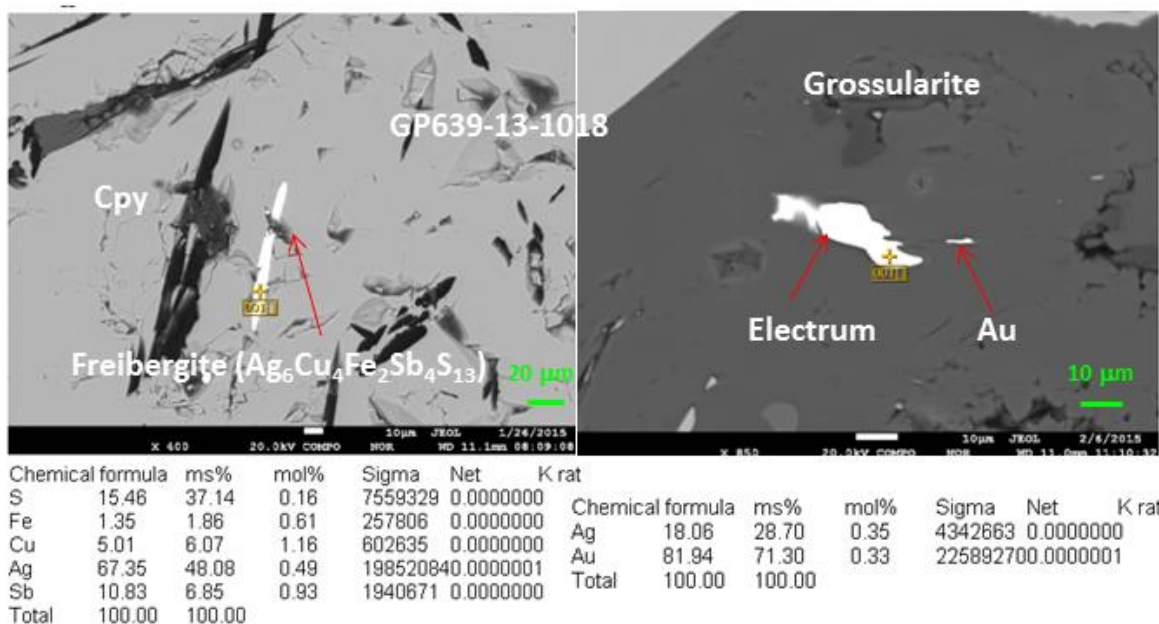 GP639-13-1018
Cpy
Freibergite (Ag6Cu4Fe2Sb4S13)
20 µm
10µm JEOL 1/26/2015
X 400 20.0kV COMPO NOR WD 11.1mm 08:09:08
Grossularite
Electrum
Au
10 µm
10µm JEOL 2/6/2015
X 850 20.0kV COMPO NOR WD 11.0mm 11:10:32
Chemical formula ms% mol% Sigma Net K rat
S 15.46 37.14 0.16 7559329 0.0000000
Fe 1.35 1.86 0.61 257806 0.0000000
Cu 5.01 6.07 1.16 602635 0.0000000
Ag 67.35 48.08 0.49 198520840.0000001
Sb 10.83 6.85 0.93 1940671 0.0000000
Total 100.00 100.00
Chemical formula ms% mol% Sigma Net K rat
Ag 18.06 28.70 0.35 4342663 0.0000000
Au 81.94 71.30 0.33 225892700.0000001
Total 100.00 100.00